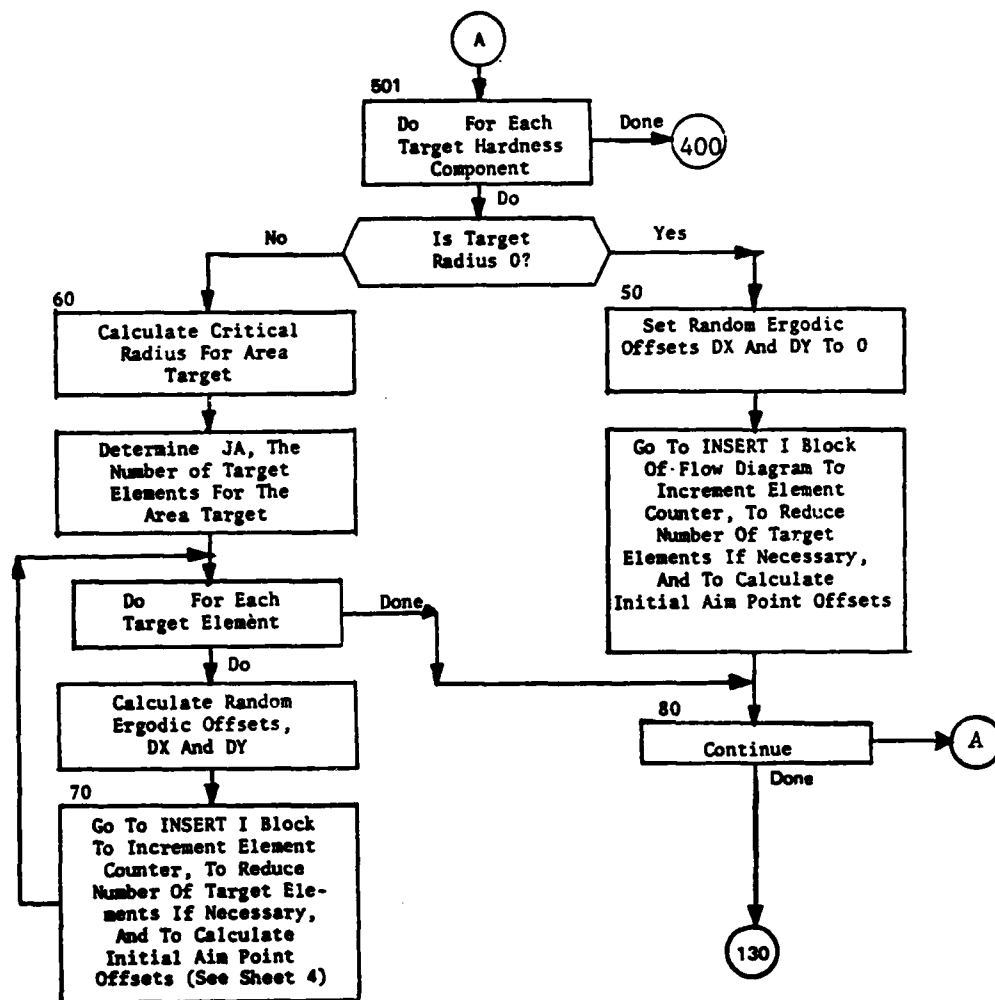 A
501
Do For Each
Target Hardness
Component
Done
400
Do
Is Target
Radius 0?
No
Yes
60
Calculate Critical
Radius For Area
Target
50
Set Random Ergodic
Offsets DX And DY To 0
Determine JA, The
Number of Target
Elements For The
Area Target
Go To INSERT I Block
Of Flow Diagram To
Increment Element
Counter, To Reduce
Number Of Target
Elements If Necessary,
And To Calculate
Initial Aim Point Offsets
Do For Each
Target Element
Done
Do
Calculate Random
Ergodic Offsets,
DX And DY
80
Continue
A
Done
70
Go To INSERT I Block
To Increment Element
Counter, To Reduce
Number Of Target Ele-
ments If Necessary,
And To Calculate
Initial Aim Point
Offsets (See Sheet 4)
130